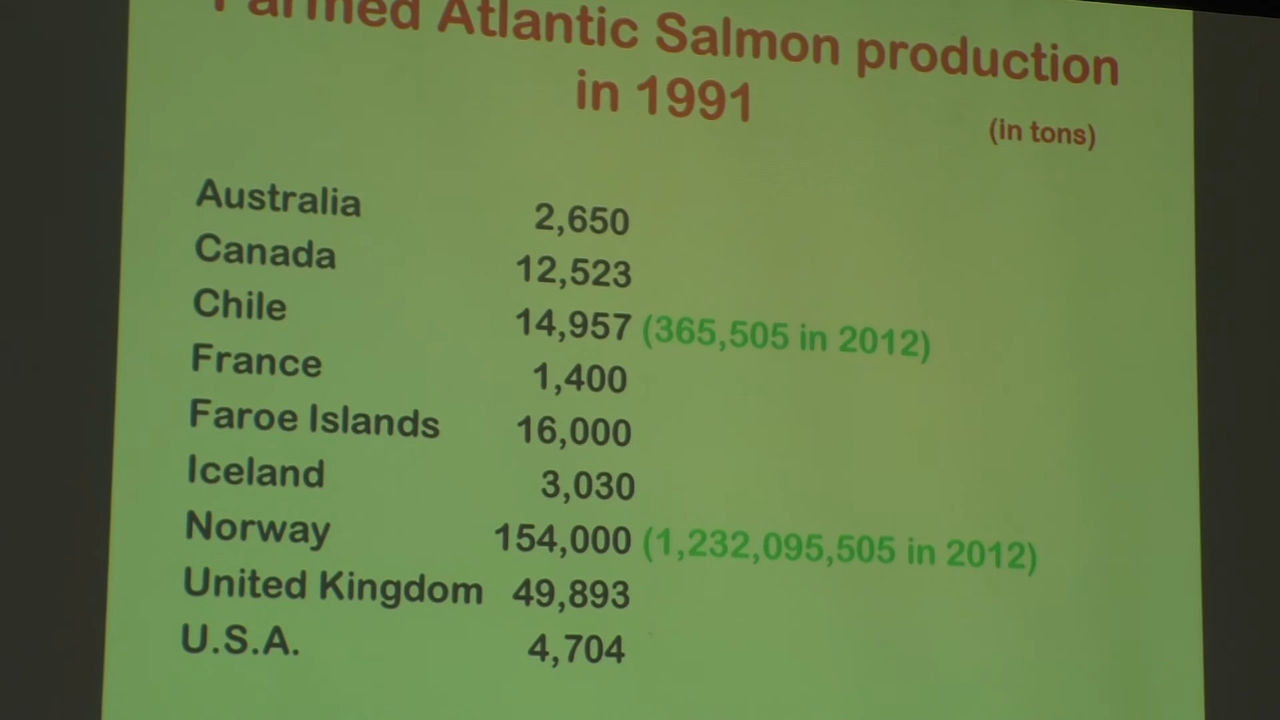 Farmed Atlantic Salmon production
in 1991
(in tons)
Australia 2,650
Canada 12,523
Chile 14,957 (365,505 in 2012)
France 1,400
Faroe Islands 16,000
Iceland 3,030
Norway 154,000 (1,232,095,505 in 2012)
United Kingdom 49,893
U.S.A. 4,704